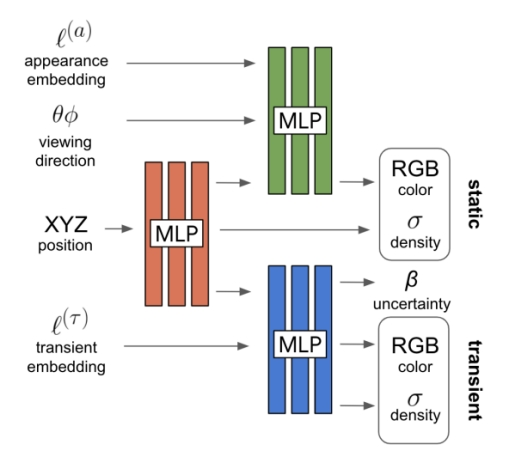 ℓ(a)
appearance
embedding
θϕ
viewing
direction
MLP
RGB
color
σ
density
static
XYZ
position
MLP
β
uncertainty
ℓ(τ)
transient
embedding
MLP
RGB
color
σ
density
transient